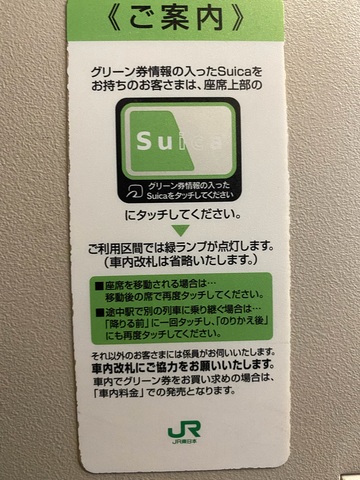 《ご案内》
グリーン券情報の入ったSuicaを
お持ちのお客さまは、座席上部の
Suica
グリーン券情報の入った
Suicaをタッチしてください
にタッチしてください。
ご利用区間では緑ランプが点灯します。
（車内改札は省略いたします。）
■座席を移動される場合は…
移動後の席で再度タッチしてください。
■途中駅で別の列車に乗り継ぐ場合は…
「降りる前」に一回タッチし、「のりかえ後」
にも再度タッチしてください。
それ以外のお客さまには係員がお伺いいたします。
車内改札にご協力をお願いいたします。
車内でグリーン券をお買い求めの場合は、
「車内料金」での発売となります。
JR
JR東日本